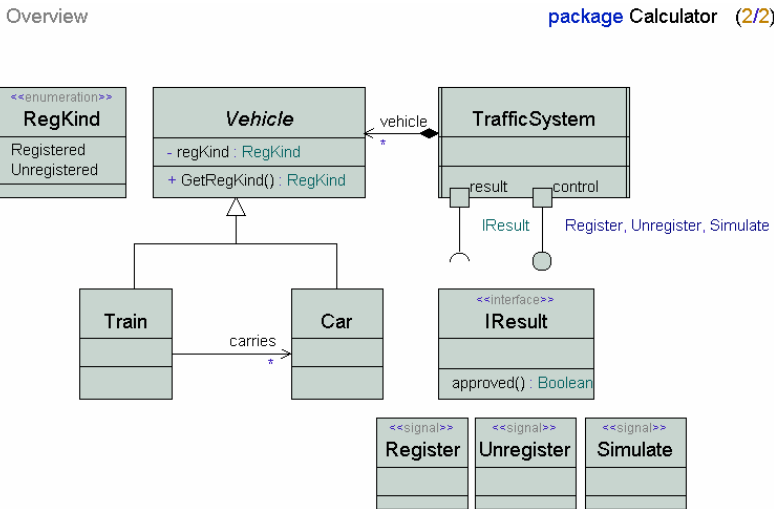 Overview
package Calculator (2/2)
<<enumeration>>
RegKind
Registered
Unregistered
Vehicle
- regKind : RegKind
+ GetRegKind() : RegKind
vehicle
*
TrafficSystem
result
control
IResult
Register, Unregister, Simulate
Train
carries
*
Car
<<interface>>
IResult
approved() : Boolean
<<signal>>
Register
<<signal>>
Unregister
<<signal>>
Simulate